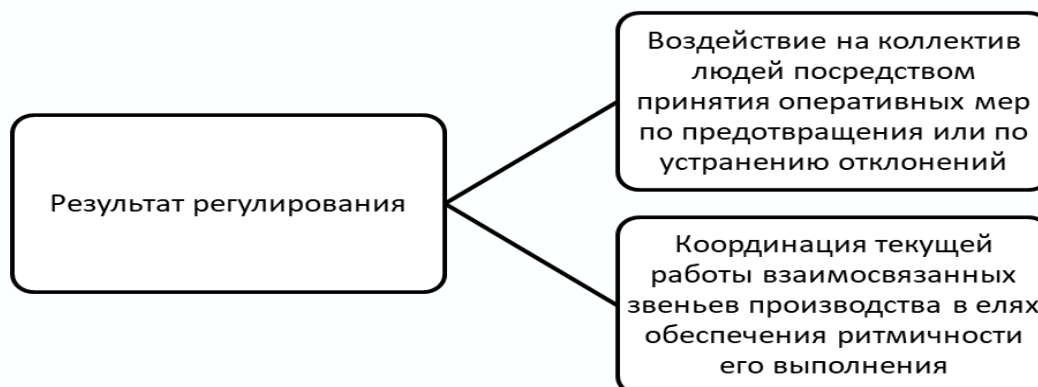 Результат регулирования
Воздействие на коллектив
людей посредством
принятия оперативных мер
по предотвращения или по
устранению отклонений
Координация текущей
работы взаимосвязанных
звеньев производства в елях
обеспечения ритмичности
его выполнения